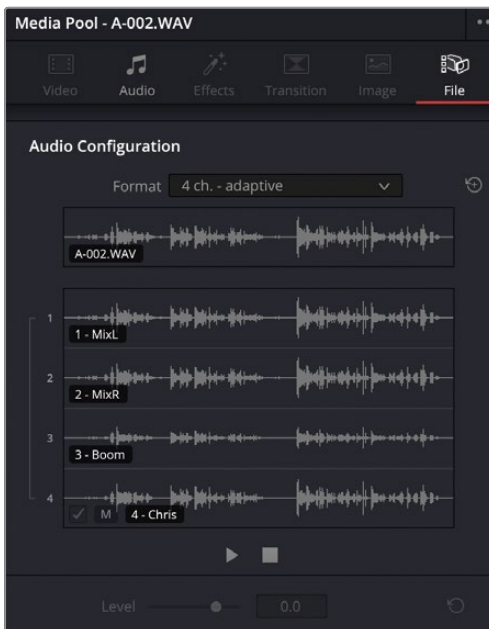 Media Pool - A-002.WAV
Video Audio Effects Transition Image File
Audio Configuration
Format 4 ch. - adaptive
A-002.WAV
1
1 - MixL
2
2 - MixR
3
3 - Boom
4
M 4 - Chris
Level 0.0